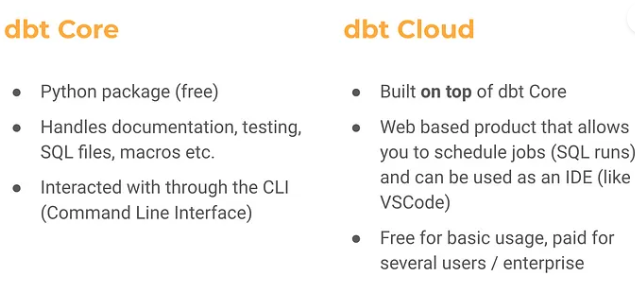 dbt Core
● Python package (free)
● Handles documentation, testing,
SQL files, macros etc.
● Interacted with through the CLI
(Command Line Interface)
dbt Cloud
● Built on top of dbt Core
● Web based product that allows
you to schedule jobs (SQL runs)
and can be used as an IDE (like
VSCode)
● Free for basic usage, paid for
several users / enterprise